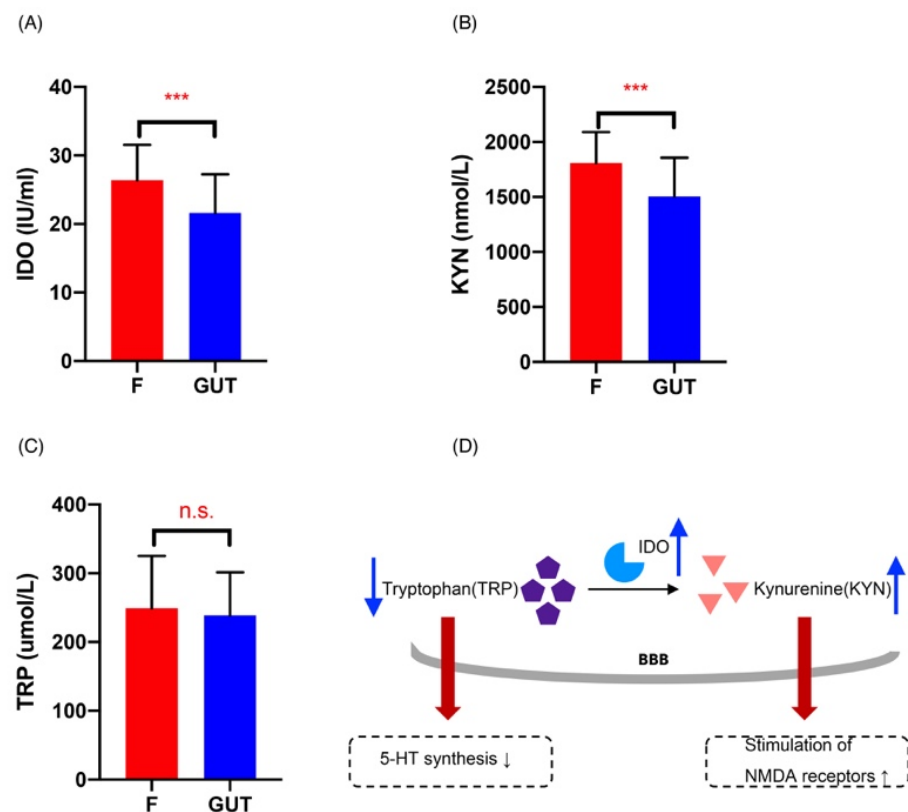 (A)
IDO (IU/ml)
40
30
20
10
0
***
F GUT
(B)
KYN (nmol/L)
2500
2000
1500
1000
500
0
***
F GUT
(C)
TRP (umol/L)
400
300
200
100
0
n.s.
F GUT
(D)
IDO
Tryptophan(TRP)
Kynurenine(KYN)
BBB
5-HT synthesis ↓
Stimulation of
NMDA receptors ↑